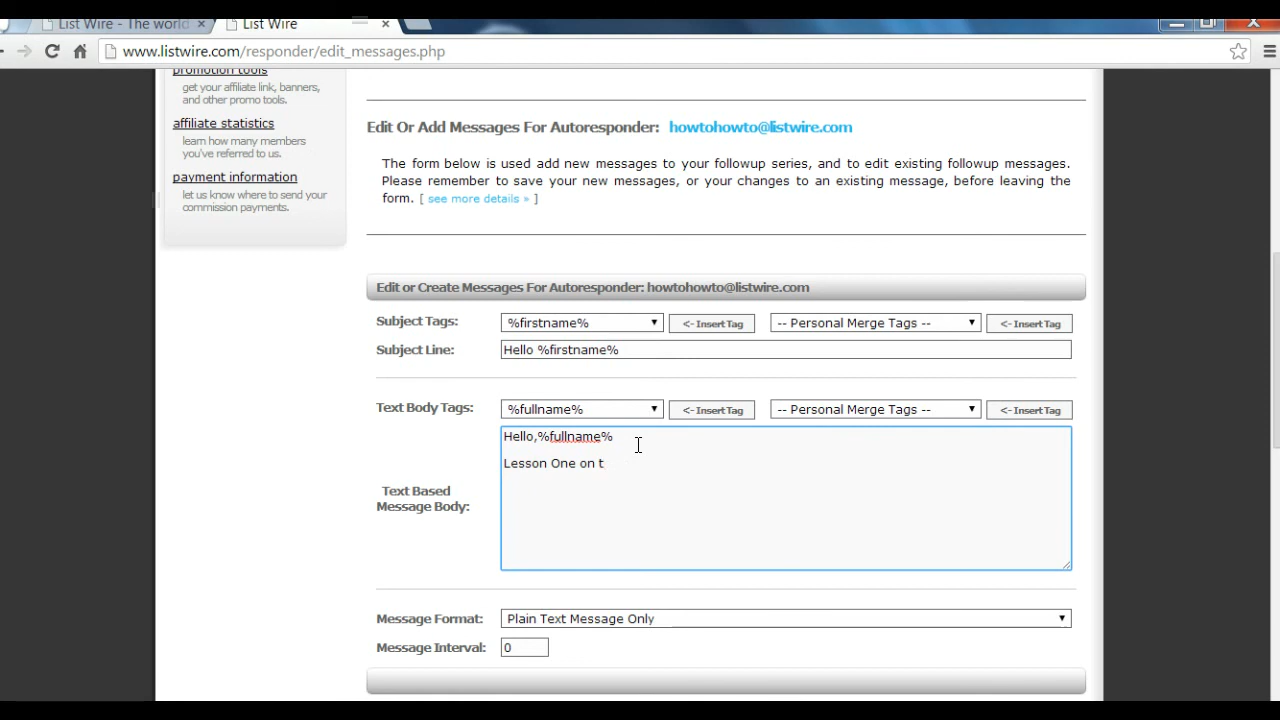 List Wire - The world
List Wire
www.listwire.com/responder/edit_messages.php
promotion tools
get your affiliate link, banners,
and other promo tools.
affiliate statistics
learn how many members
you've referred to us.
payment information
let us know where to send your
commission payments.
Edit Or Add Messages For Autoresponder: howtohowto@listwire.com
The form below is used add new messages to your followup series, and to edit existing followup messages.
Please remember to save your new messages, or your changes to an existing message, before leaving the
form. [ see more details » ]
Edit or Create Messages For Autoresponder: howtohowto@listwire.com
Subject Tags: %firstname% <- Insert Tag -- Personal Merge Tags -- <- Insert Tag
Subject Line: Hello %firstname%
Text Body Tags: %fullname% <- Insert Tag -- Personal Merge Tags -- <- Insert Tag
Hello,%fullname%
Lesson One on t
Text Based
Message Body:
Message Format: Plain Text Message Only
Message Interval: 0